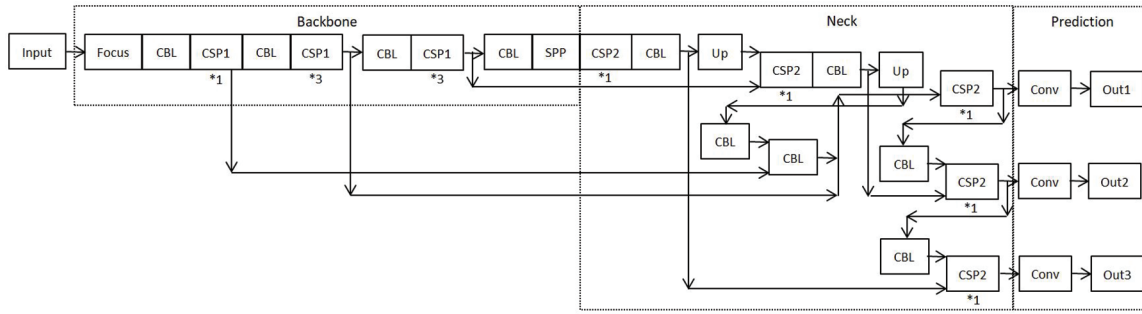 Backbone Neck Prediction
Input Focus CBL CSP1 CBL CSP1 CBL CSP1 CBL SPP CSP2 CBL Up Up
*1 *3 *3 *1
CSP2 CBL CSP2 Conv Out1
*1 *1
CBL CBL CBL
CSP2 Conv Out2
*1
CBL
CSP2 Conv Out3
*1